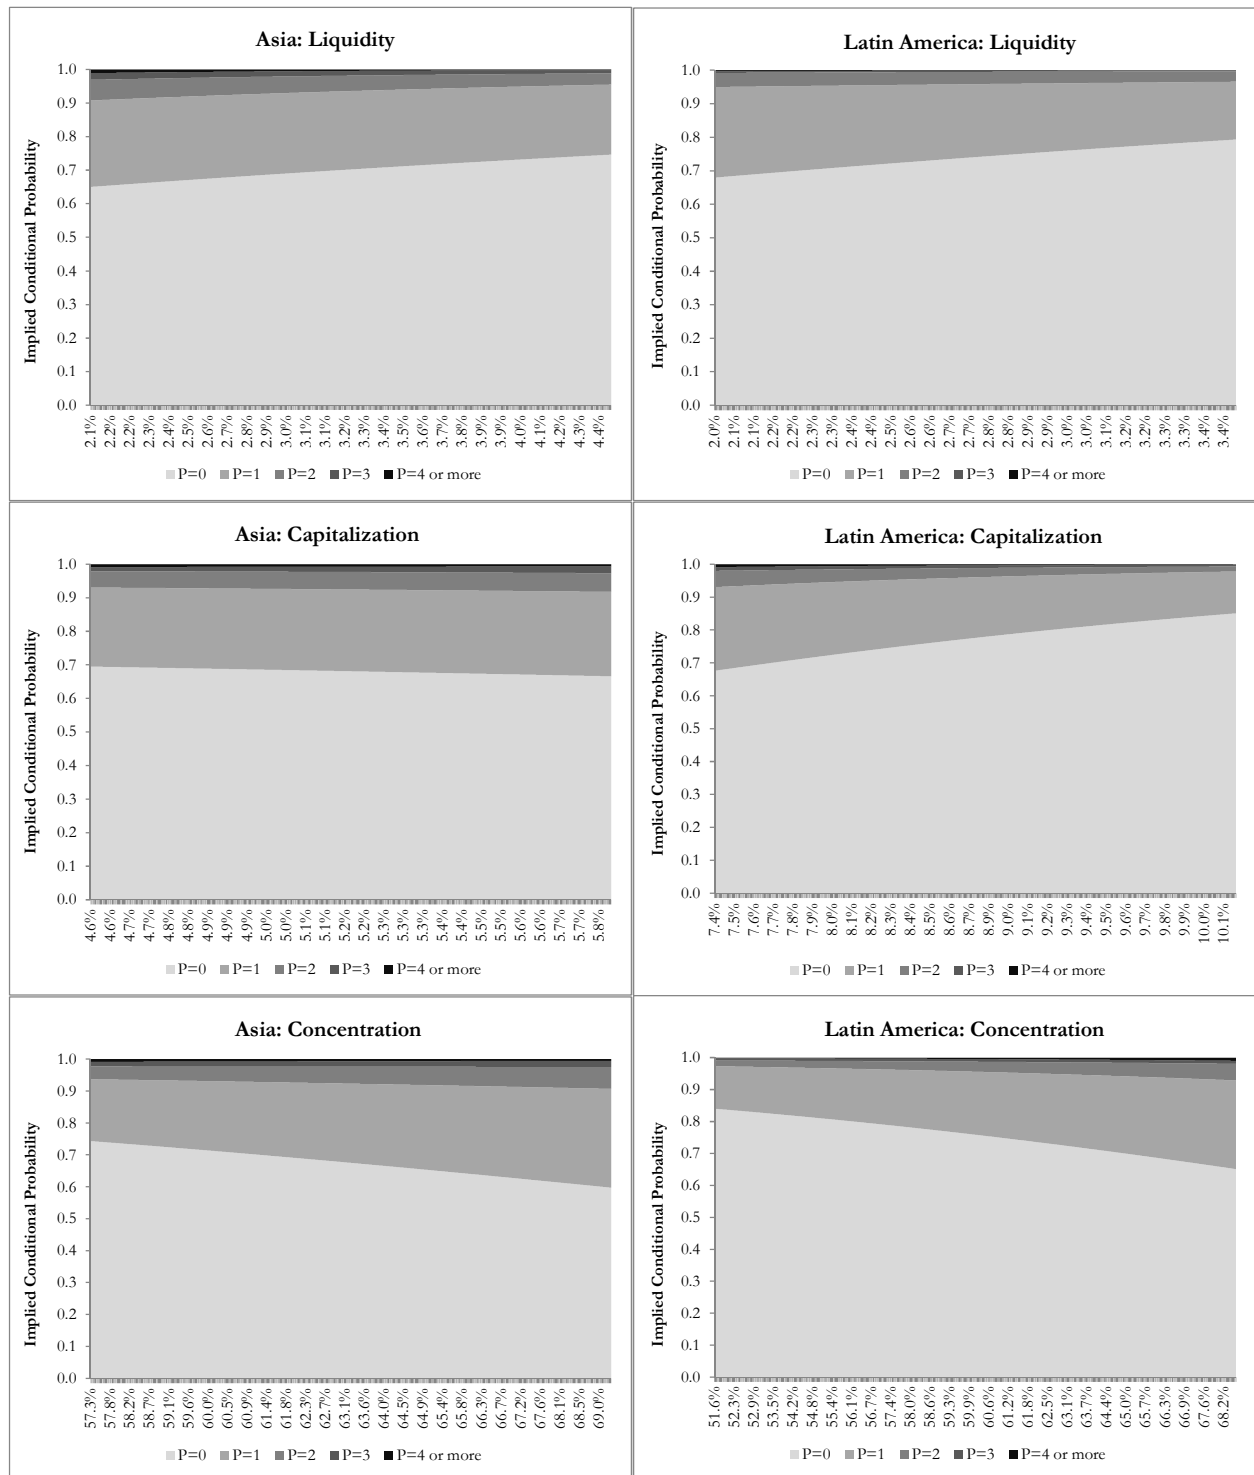 Asia: Liquidity
Implied Conditional Probability
1.0
0.9
0.8
0.7
0.6
0.5
0.4
0.3
0.2
0.1
0.0
2.1% 2.2% 2.2% 2.3% 2.4% 2.5% 2.6% 2.7% 2.8% 2.9% 3.0% 3.1% 3.1% 3.2% 3.3% 3.4% 3.5% 3.6% 3.7% 3.8% 3.9% 3.9% 4.0% 4.1% 4.2% 4.3% 4.4%
P=0 P=1 P=2 P=3 P=4 or more
Latin America: Liquidity
Implied Conditional Probability
1.0
0.9
0.8
0.7
0.6
0.5
0.4
0.3
0.2
0.1
0.0
2.0% 2.1% 2.1% 2.2% 2.2% 2.3% 2.3% 2.4% 2.4% 2.5% 2.6% 2.6% 2.7% 2.7% 2.8% 2.8% 2.9% 2.9% 3.0% 3.0% 3.1% 3.2% 3.2% 3.3% 3.3% 3.4% 3.4%
P=0 P=1 P=2 P=3 P=4 or more
Asia: Capitalization
Implied Conditional Probability
1.0
0.9
0.8
0.7
0.6
0.5
0.4
0.3
0.2
0.1
0.0
4.6% 4.6% 4.7% 4.7% 4.8% 4.8% 4.9% 4.9% 4.9% 5.0% 5.0% 5.1% 5.1% 5.2% 5.2% 5.3% 5.3% 5.4% 5.4% 5.5% 5.5% 5.6% 5.6% 5.7% 5.7% 5.8%
P=0 P=1 P=2 P=3 P=4 or more
Latin America: Capitalization
Implied Conditional Probability
1.0
0.9
0.8
0.7
0.6
0.5
0.4
0.3
0.2
0.1
0.0
7.4% 7.5% 7.6% 7.7% 7.8% 7.9% 8.0% 8.1% 8.2% 8.3% 8.4% 8.5% 8.6% 8.7% 8.9% 9.0% 9.1% 9.2% 9.3% 9.4% 9.5% 9.6% 9.7% 9.8% 9.9% 10.0% 10.1%
P=0 P=1 P=2 P=3 P=4 or more
Asia: Concentration
Implied Conditional Probability
1.0
0.9
0.8
0.7
0.6
0.5
0.4
0.3
0.2
0.1
0.0
57.3% 57.8% 58.2% 58.7% 59.1% 59.6% 60.0% 60.5% 60.9% 61.4% 61.8% 62.3% 62.7% 63.1% 63.6% 64.0% 64.5% 64.9% 65.4% 65.8% 66.3% 66.7% 67.2% 67.6% 68.1% 68.5% 69.0%
P=0 P=1 P=2 P=3 P=4 or more
Latin America: Concentration
Implied Conditional Probability
1.0
0.9
0.8
0.7
0.6
0.5
0.4
0.3
0.2
0.1
0.0
51.6% 52.3% 52.9% 53.5% 54.2% 54.8% 55.4% 56.1% 56.7% 57.4% 58.0% 58.6% 59.3% 59.9% 60.6% 61.2% 61.8% 62.5% 63.1% 63.7% 64.4% 65.0% 65.7% 66.3% 66.9% 67.6% 68.2%
P=0 P=1 P=2 P=3 P=4 or more